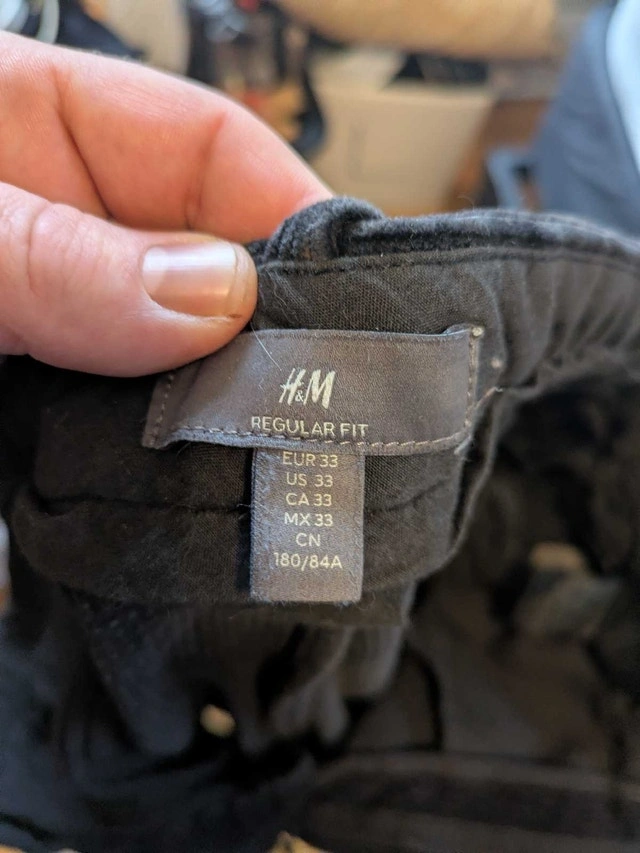 H&M
REGULAR FIT
EUR 33
US 33
CA 33
MX 33
CN
180/84A